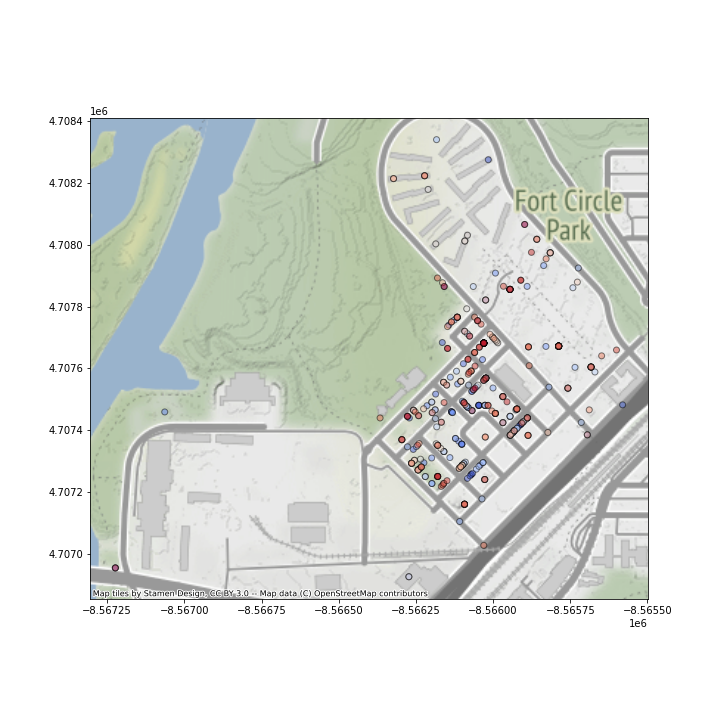 1e6
4.7084
4.7082
4.7080
4.7078
4.7076
4.7074
4.7072
4.7070
Fort Circle
Park
Map tiles by Stamen Design, CC BY 3.0 -- Map data (C) OpenStreetMap contributors
−8.56725 −8.56700 −8.56675 −8.56650 −8.56625 −8.56600 −8.56575 −8.56550
1e6